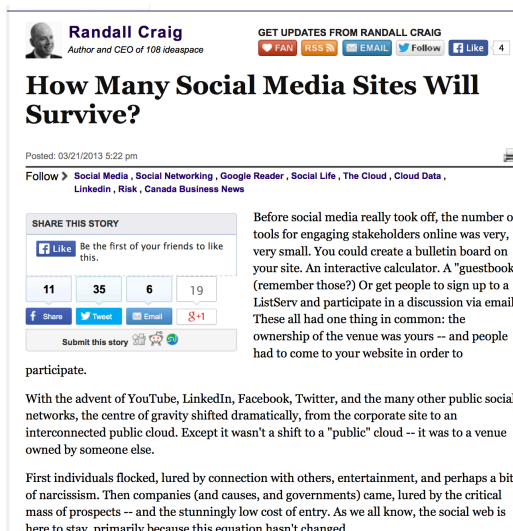 Randall Craig
Author and CEO of 108 ideaspace
GET UPDATES FROM RANDALL CRAIG
FAN RSS EMAIL Follow Like 4
How Many Social Media Sites Will
Survive?
Posted: 03/21/2013 5:22 pm
Follow
Social Media , Social Networking , Google Reader , Social Life , The Cloud , Cloud Data ,
Linkedin , Risk , Canada Business News
SHARE THIS STORY
Like Be the first of your friends to like
this.
11 35 6 19
Share Tweet Email g+1
Submit this story
Before social media really took off, the number o
tools for engaging stakeholders online was very,
very small. You could create a bulletin board on
your site. An interactive calculator. A "guestbook
(remember those?) Or get people to sign up to a
ListServ and participate in a discussion via email
These all had one thing in common: the
ownership of the venue was yours -- and people
had to come to your website in order to
participate.
With the advent of YouTube, LinkedIn, Facebook, Twitter, and the many other public social
networks, the centre of gravity shifted dramatically, from the corporate site to an
interconnected public cloud. Except it wasn't a shift to a "public" cloud -- it was to a venue
owned by someone else.
First individuals flocked, lured by connection with others, entertainment, and perhaps a bit
of narcissism. Then companies (and causes, and governments) came, lured by the critical
mass of prospects -- and the stunningly low cost of entry. As we all know, the social web is
here to stay, primarily because this equation hasn't changed